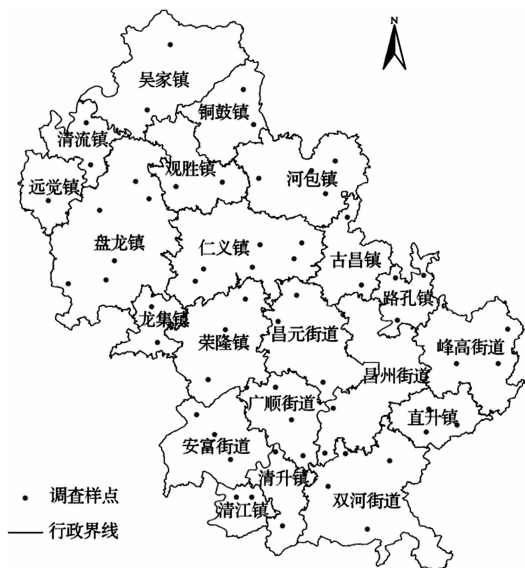 N
吴家镇
铜鼓镇
清流镇
观胜镇
远觉镇
河包镇
盘龙镇
仁义镇
古昌镇
路孔镇
龙集镇
荣隆镇
昌元街道
峰高街道
昌州街道
广顺街道
直升镇
安富街道
清升镇
清江镇
双河街道
调查样点
行政界线